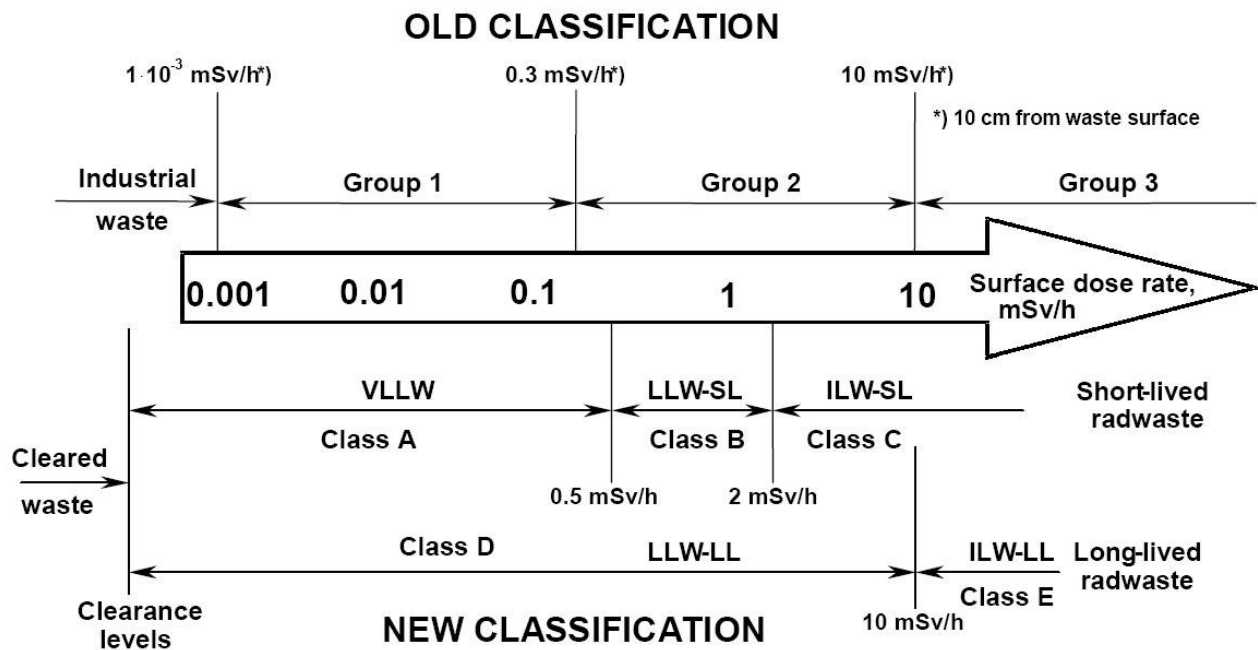 OLD CLASSIFICATION
1·10⁻³ mSv/h*)
0.3 mSv/h*)
10 mSv/h*)
*) 10 cm from waste surface
Industrial
waste
Group 1
Group 2
Group 3
0.001
0.01
0.1
1
10
Surface dose rate,
mSv/h
VLLW
LLW-SL
ILW-SL
Short-lived
radwaste
Class A
Class B
Class C
Cleared
waste
0.5 mSv/h
2 mSv/h
Class D
LLW-LL
ILW-LL
Long-lived
radwaste
Class E
Clearance
levels
10 mSv/h
NEW CLASSIFICATION